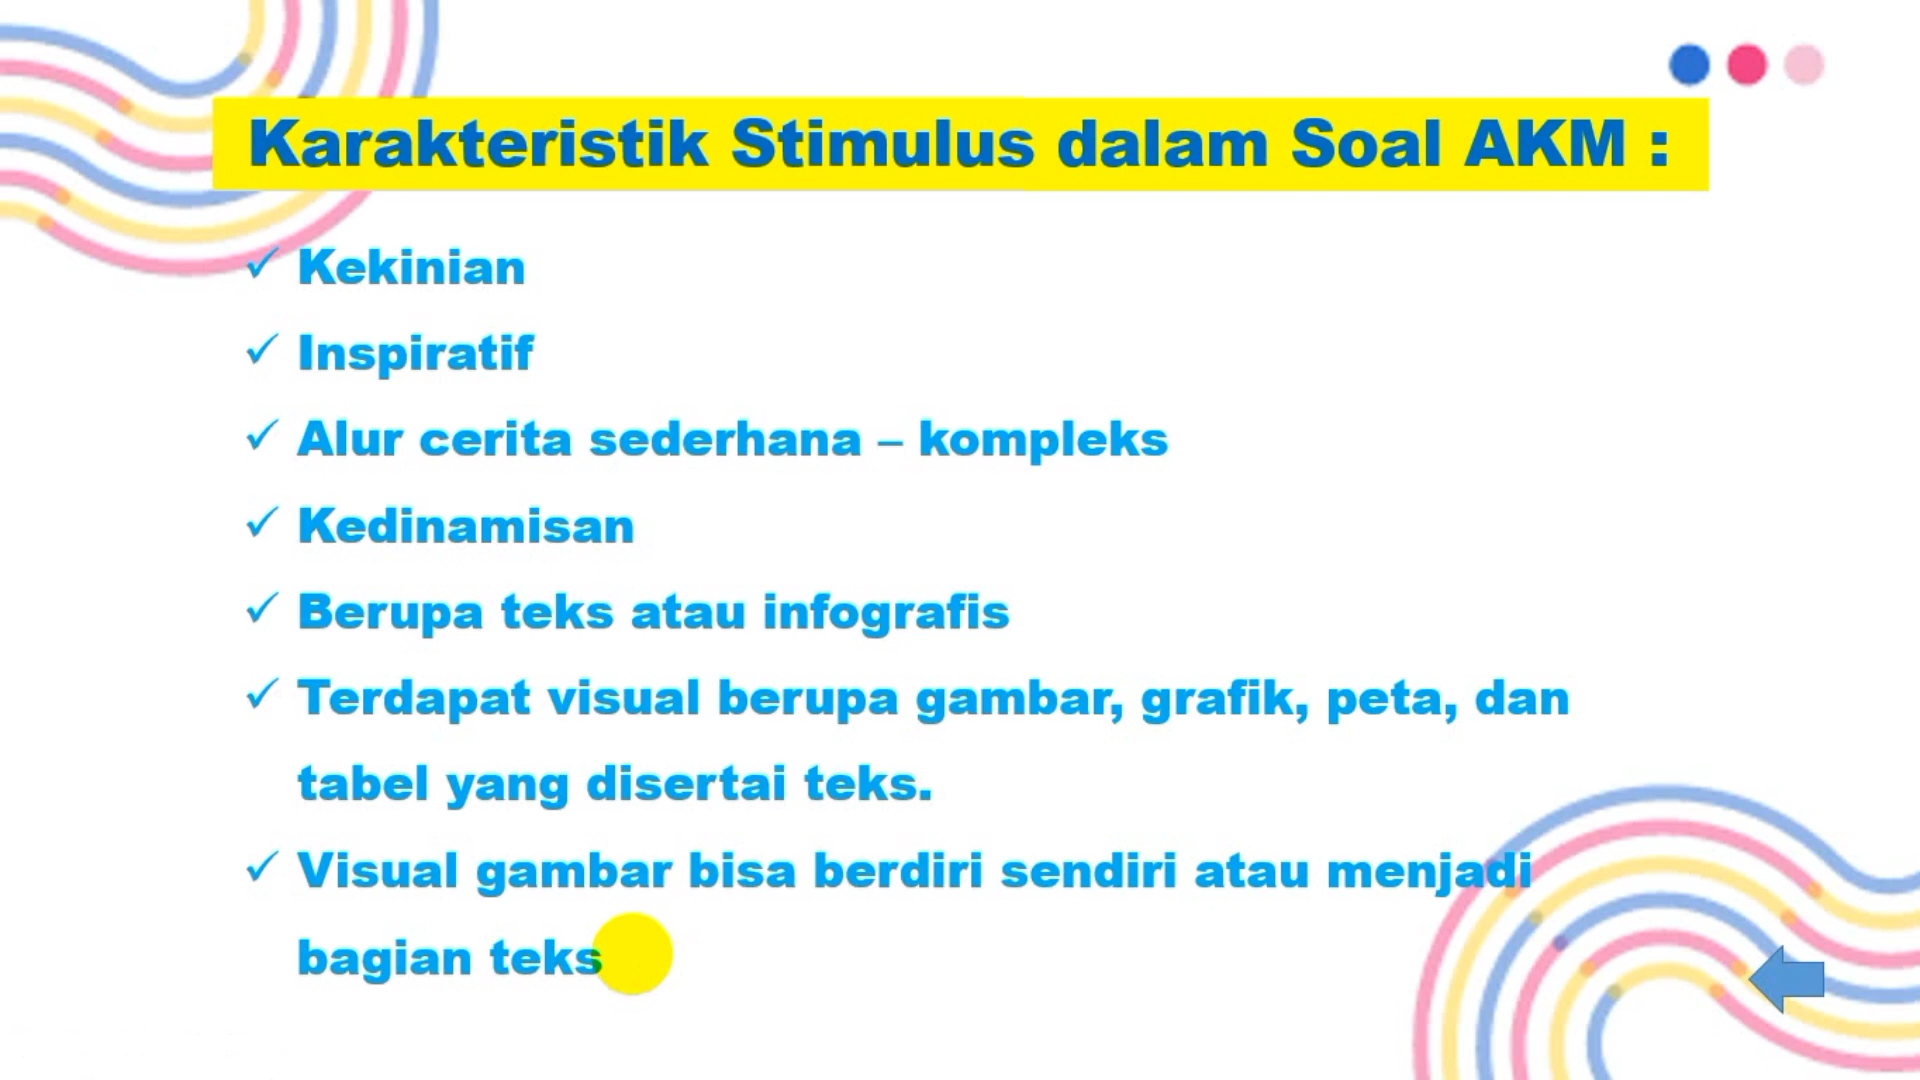 Karakteristik Stimulus dalam Soal AKM :
✓ Kekinian
✓ Inspiratif
✓ Alur cerita sederhana – kompleks
✓ Kedinamisan
✓ Berupa teks atau infografis
✓ Terdapat visual berupa gambar, grafik, peta, dan
tabel yang disertai teks.
✓ Visual gambar bisa berdiri sendiri atau menjadi
bagian teks